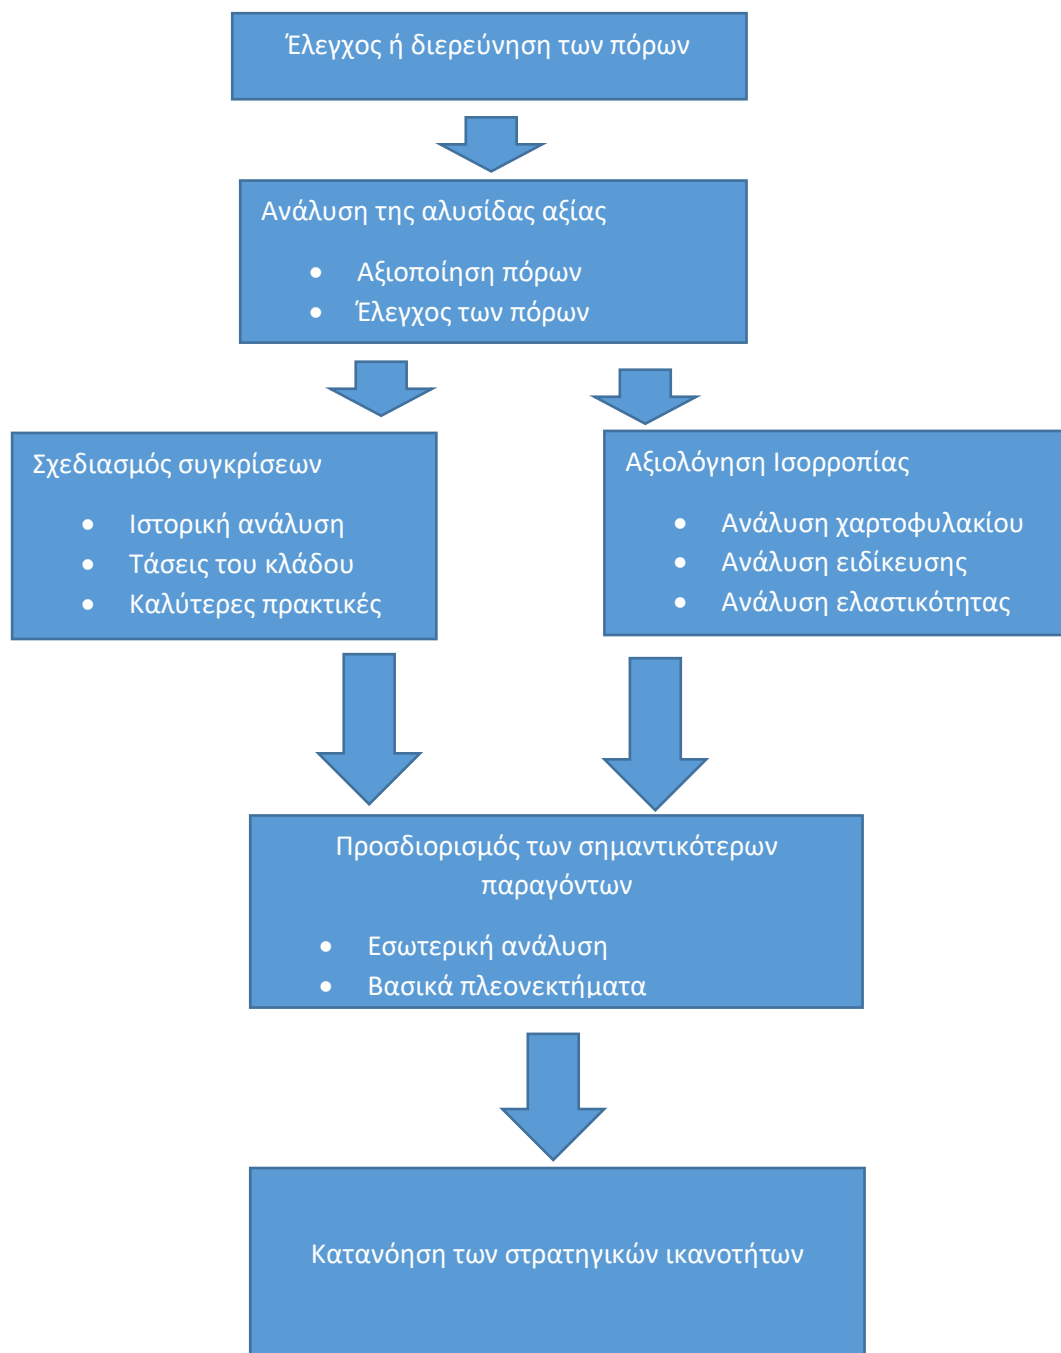 Έλεγχος ή διερεύνηση των πόρων
Ανάλυση της αλυσίδας αξίας
• Αξιοποίηση πόρων
• Έλεγχος των πόρων
Σχεδιασμός συγκρίσεων
• Ιστορική ανάλυση
• Τάσεις του κλάδου
• Καλύτερες πρακτικές
Αξιολόγηση Ισορροπίας
• Ανάλυση χαρτοφυλακίου
• Ανάλυση ειδίκευσης
• Ανάλυση ελαστικότητας
Προσδιορισμός των σημαντικότερων
παραγόντων
• Εσωτερική ανάλυση
• Βασικά πλεονεκτήματα
Κατανόηση των στρατηγικών ικανοτήτων